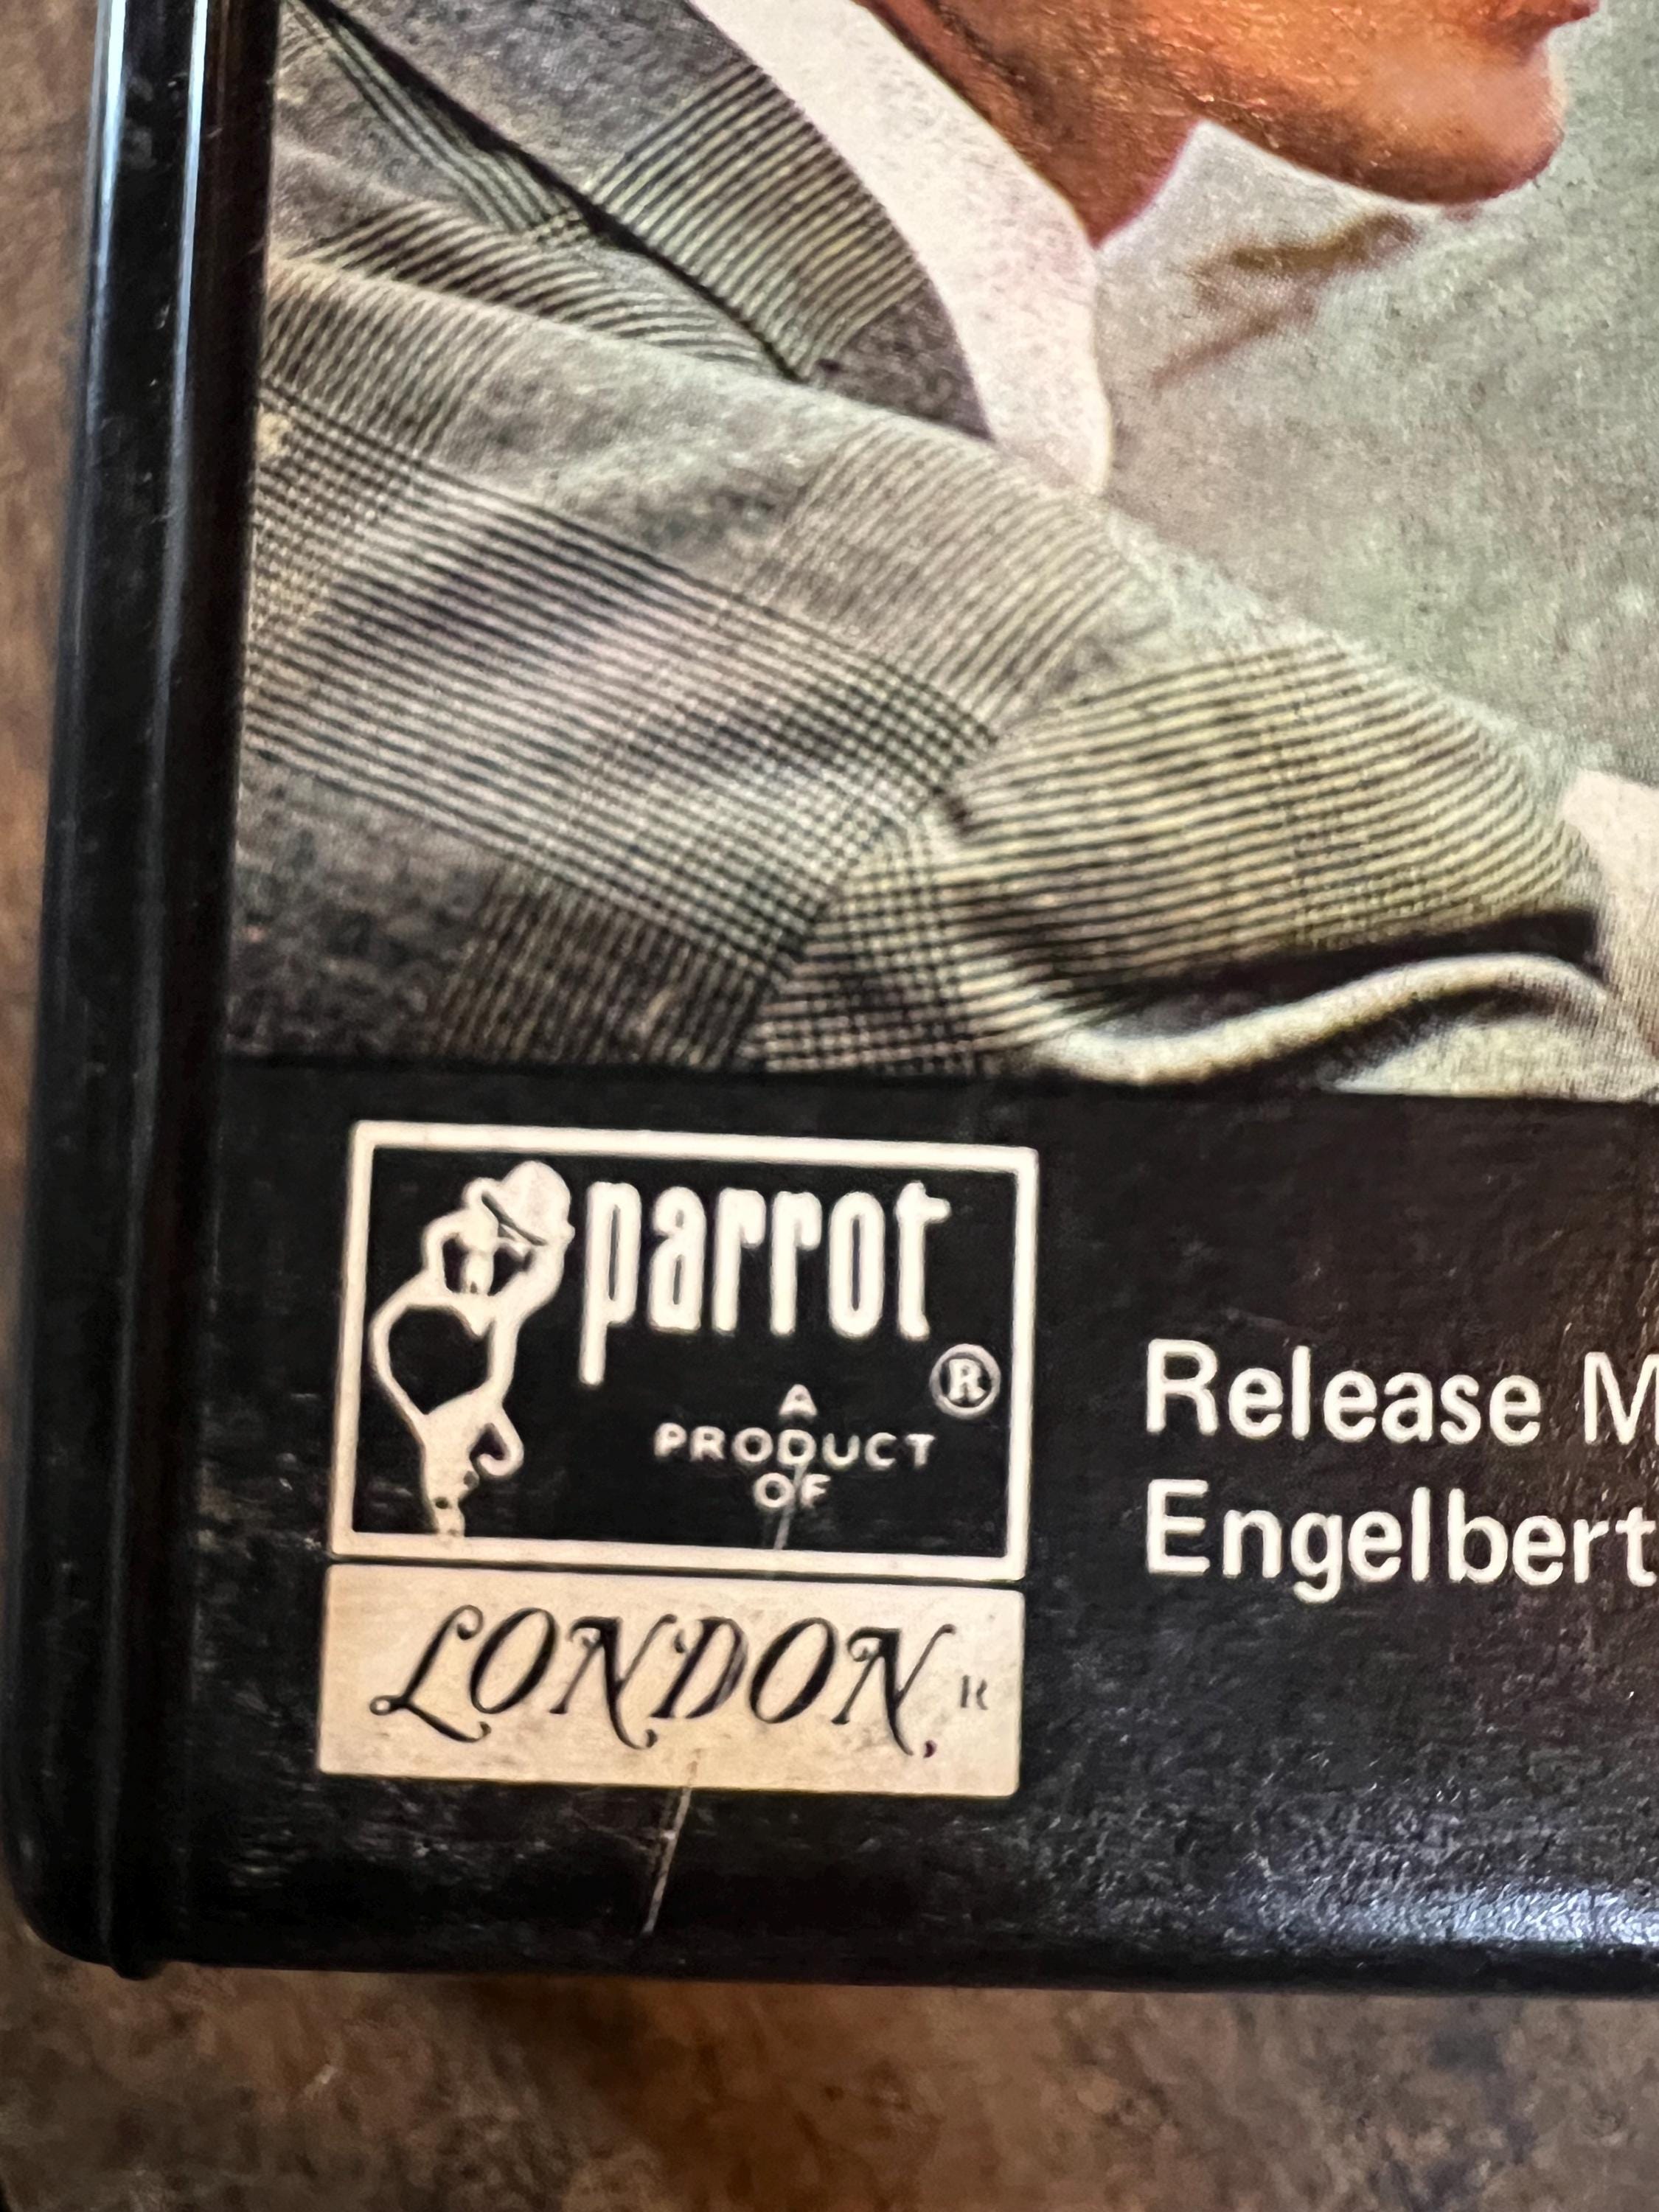 parrot
®
A
PRODUCT
OF
LONDON
R
Release M
Engelbert